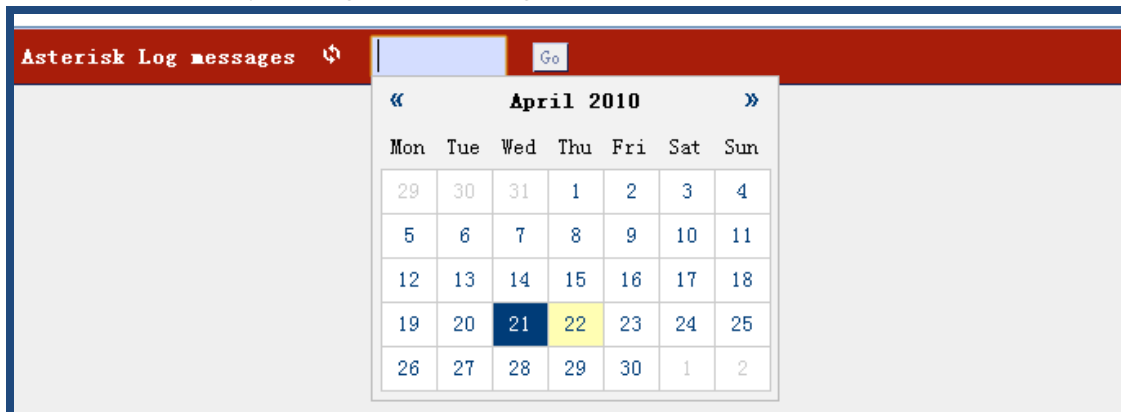 Asterisk Log messages Go
« April 2010 »
Mon Tue Wed Thu Fri Sat Sun
29 30 31 1 2 3 4
5 6 7 8 9 10 11
12 13 14 15 16 17 18
19 20 21 22 23 24 25
26 27 28 29 30 1 2